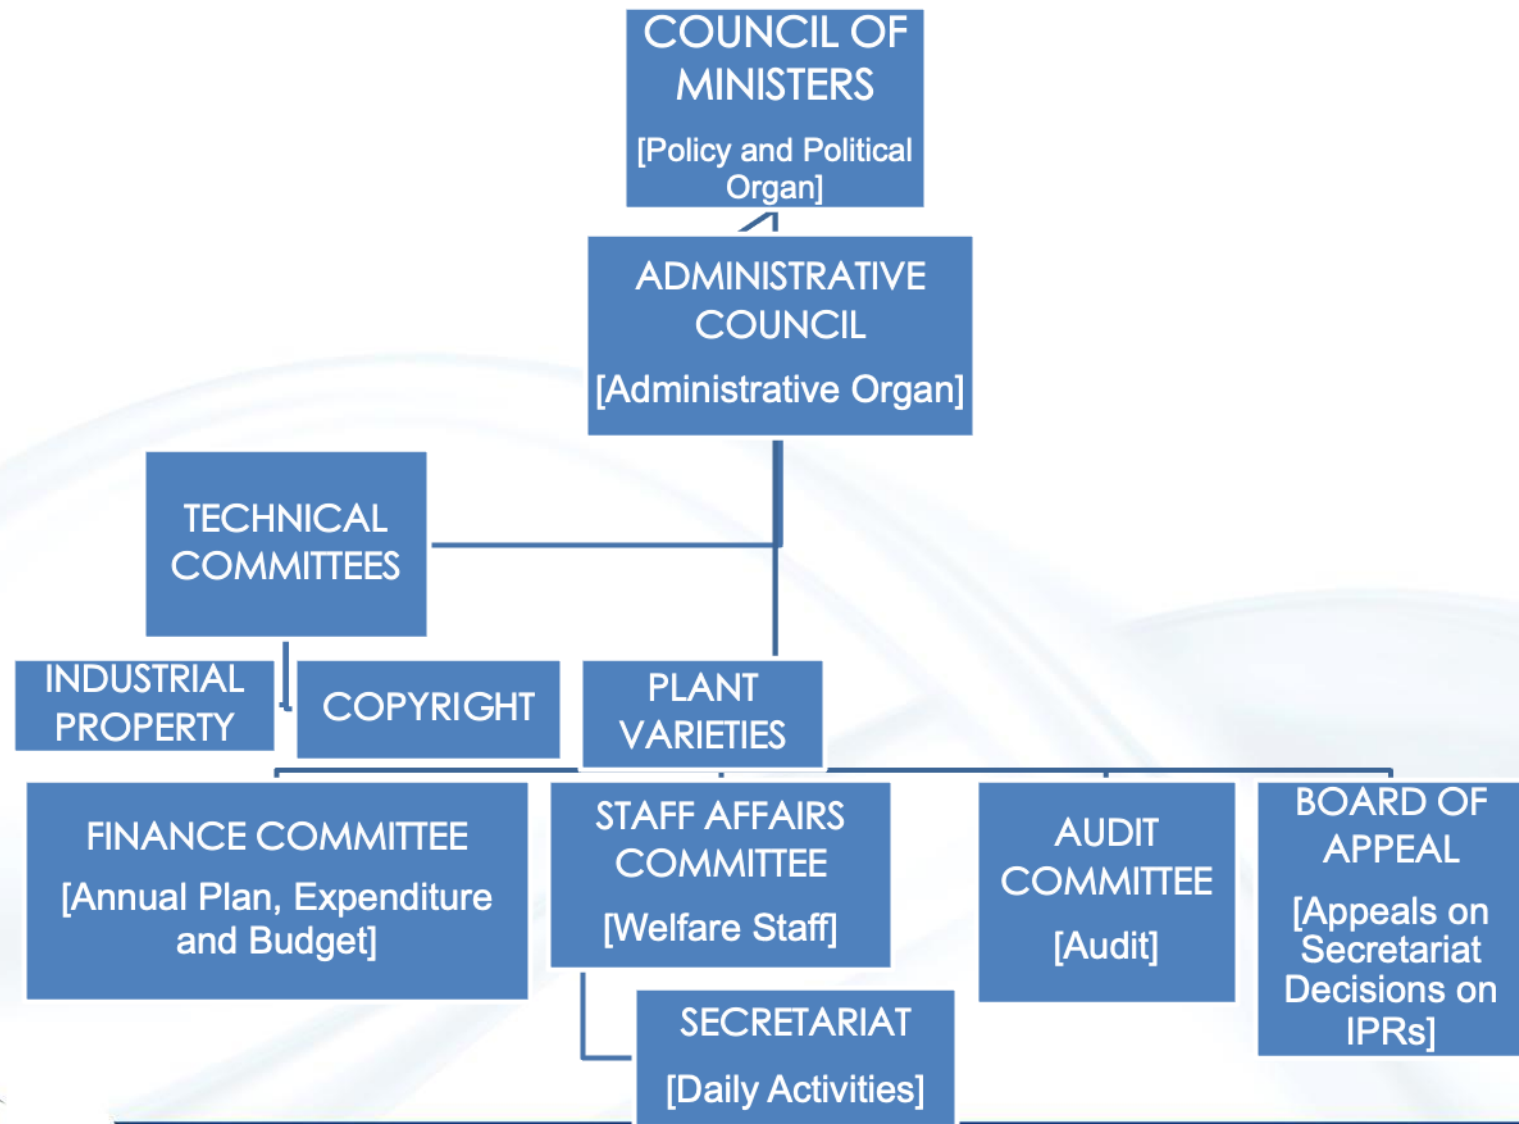 COUNCIL OF
MINISTERS
[Policy and Political
Organ]
ADMINISTRATIVE
COUNCIL
[Administrative Organ]
TECHNICAL
COMMITTEES
INDUSTRIAL
PROPERTY
COPYRIGHT
PLANT
VARIETIES
FINANCE COMMITTEE
[Annual Plan, Expenditure
and Budget]
STAFF AFFAIRS
COMMITTEE
[Welfare Staff]
AUDIT
COMMITTEE
[Audit]
BOARD OF
APPEAL
[Appeals on
Secretariat
Decisions on
IPRs]
SECRETARIAT
[Daily Activities]